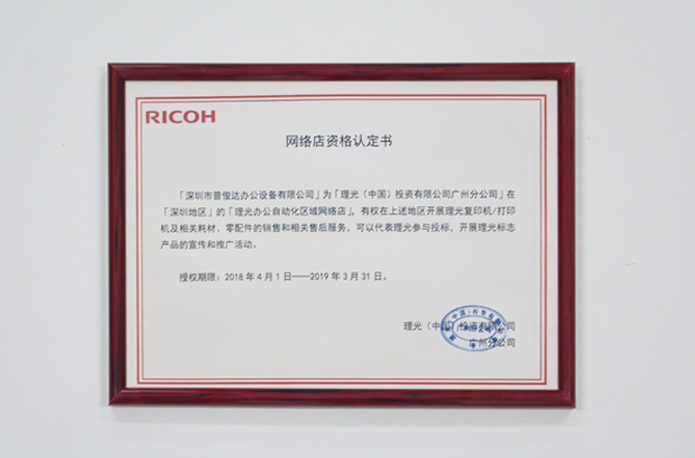 RICOH
网络店资格认定书
「深圳市普俊达办公设备有限公司」为「理光（中国）投资有限公司广州分公司」在
「深圳地区」的「理光办公自动化区域网络店」，有权在上述地区开展理光复印机/打印
机及相关耗材、零配件的销售和相关售后服务，可以代表理光参与投标，开展理光标志
产品的宣传和推广活动。
授权期限：2018 年 4 月 1 日——2019 年 3 月 31 日。
理光（中国）投资有限公司
广州分公司